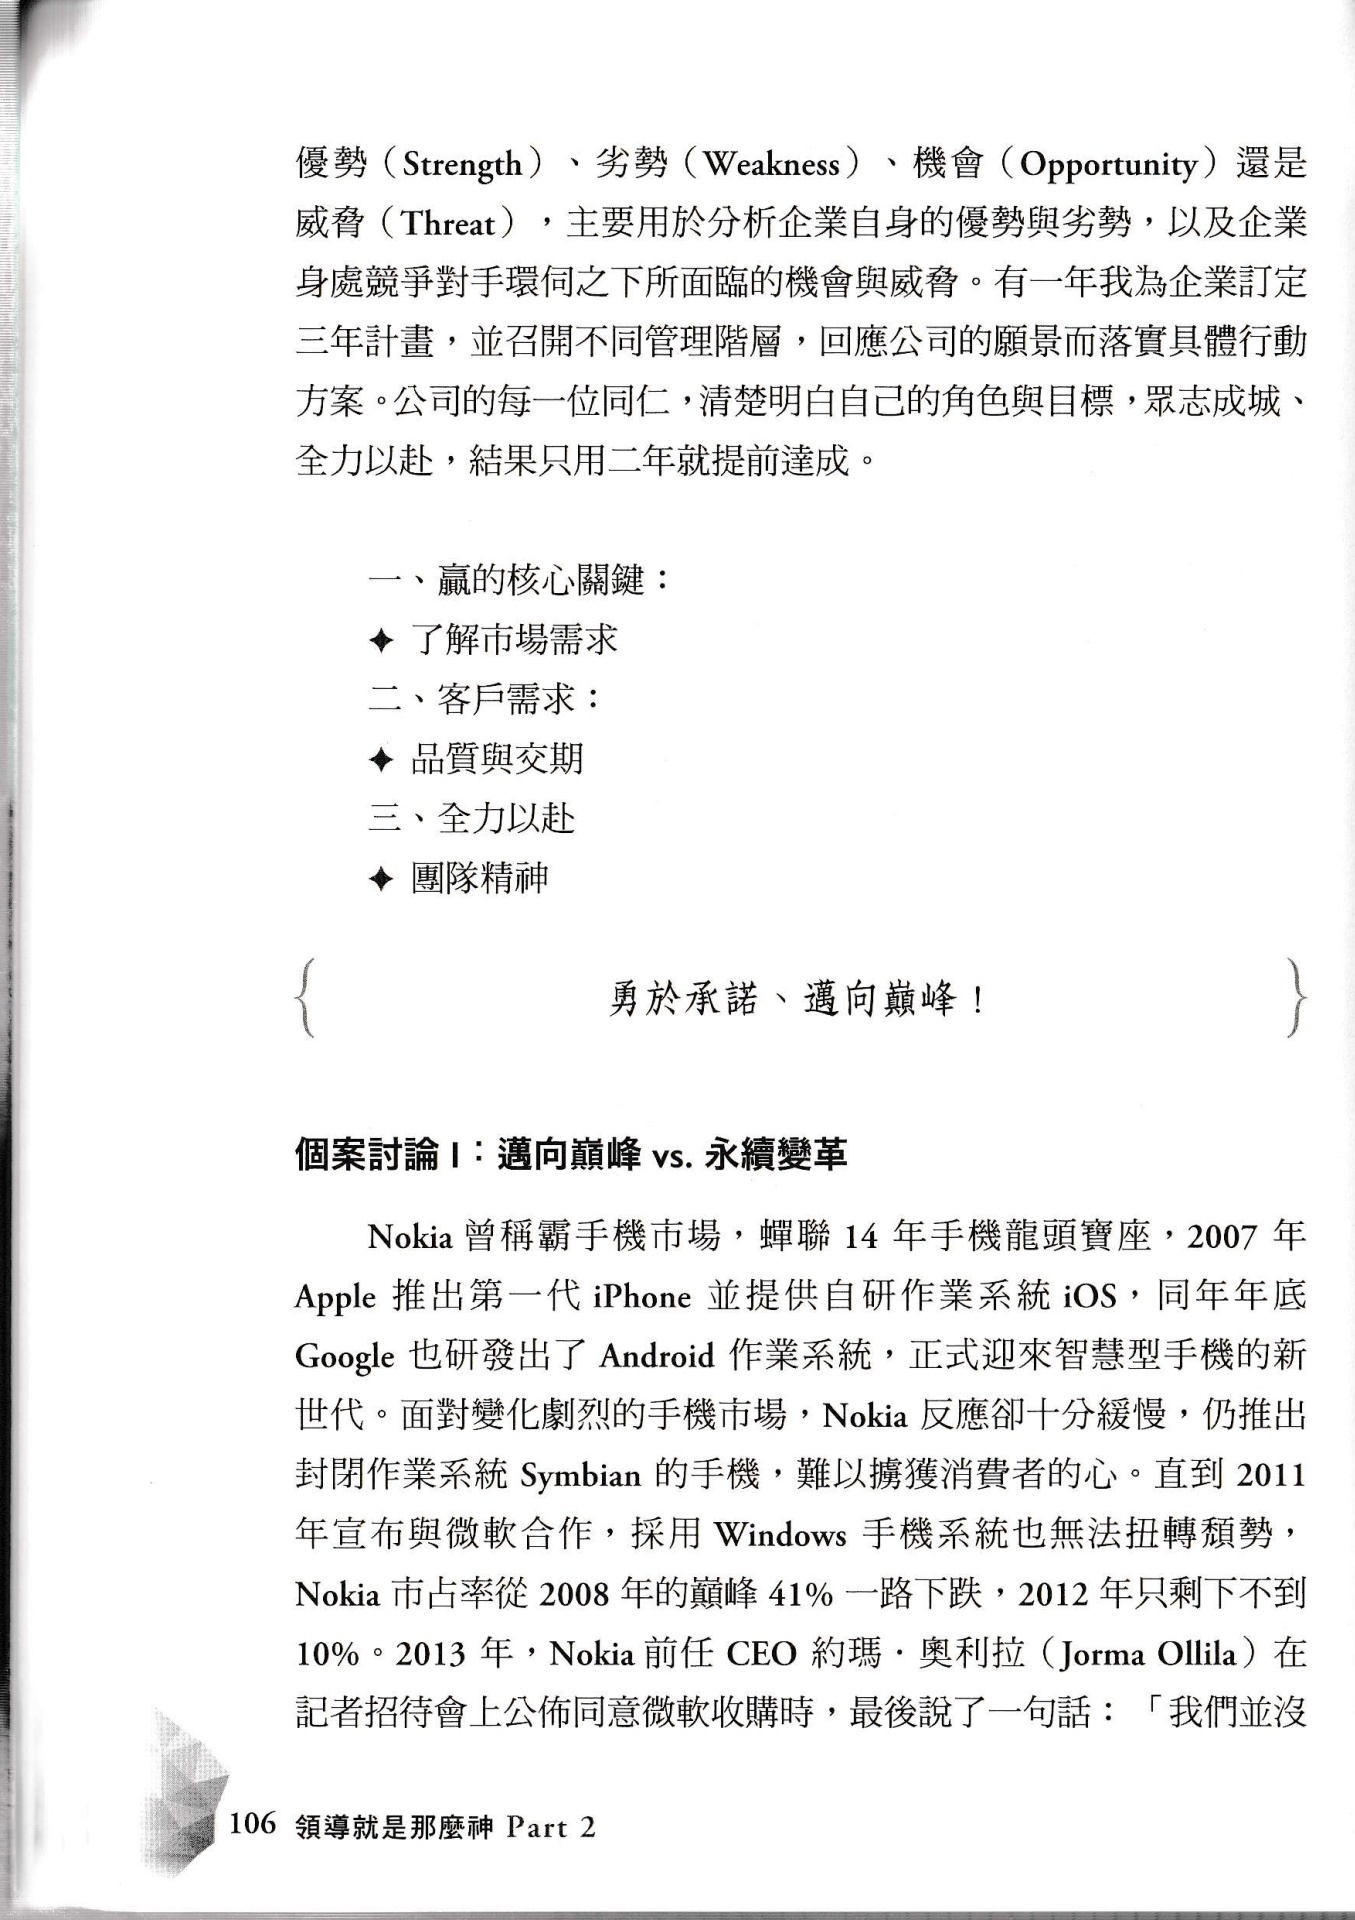 優勢（Strength）、劣勢（Weakness）、機會（Opportunity）還是
威脅（Threat），主要用於分析企業自身的優勢與劣勢，以及企業
身處競爭對手環伺之下所面臨的機會與威脅。有一年我為企業訂定
三年計畫，並召開不同管理階層，回應公司的願景而落實具體行動
方案。公司的每一位同仁，清楚明白自己的角色與目標，眾志成城、
全力以赴，結果只用二年就提前達成。
一、贏的核心關鍵：
✦ 了解市場需求
二、客戶需求：
✦ 品質與交期
三、全力以赴
✦ 團隊精神
{ 勇於承諾、邁向巔峰！ }
個案討論 I：邁向巔峰 vs. 永續變革
Nokia 曾稱霸手機市場，蟬聯 14 年手機龍頭寶座，2007 年
Apple 推出第一代 iPhone 並提供自研作業系統 iOS，同年年底
Google 也研發出了 Android 作業系統，正式迎來智慧型手機的新
世代。面對變化劇烈的手機市場，Nokia 反應卻十分緩慢，仍推出
封閉作業系統 Symbian 的手機，難以擄獲消費者的心。直到 2011
年宣布與微軟合作，採用 Windows 手機系統也無法扭轉頹勢，
Nokia 市占率從 2008 年的巔峰 41% 一路下跌，2012 年只剩下不到
10%。2013 年，Nokia 前任 CEO 約瑪．奧利拉（Jorma Ollila）在
記者招待會上公佈同意微軟收購時，最後說了一句話：「我們並沒
106 領導就是那麼神 Part 2